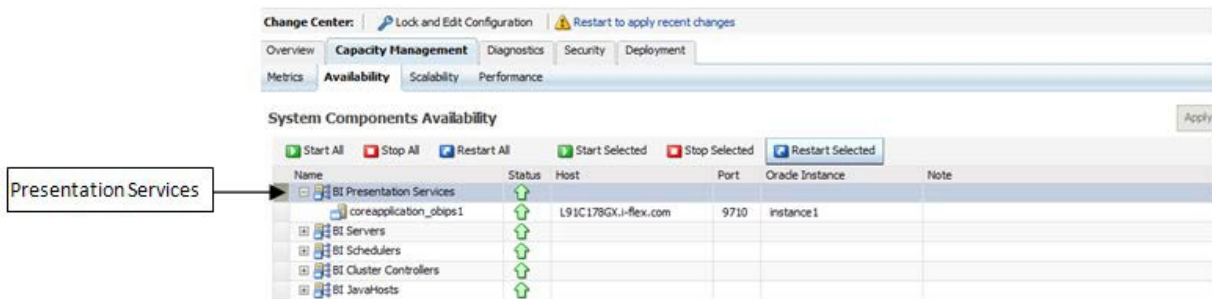 Change Center: Lock and Edit Configuration Restart to apply recent changes
Overview Capacity Management Diagnostics Security Deployment
Metrics Availability Scalability Performance
System Components Availability Apply
Start All Stop All Restart All Start Selected Stop Selected Restart Selected
Name Status Host Port Oracle Instance Note
Presentation Services
BI Presentation Services
coreapplication_obips1 L91C178GX.i-flex.com 9710 instance1
BI Servers
BI Schedulers
BI Cluster Controllers
BI JavaHosts